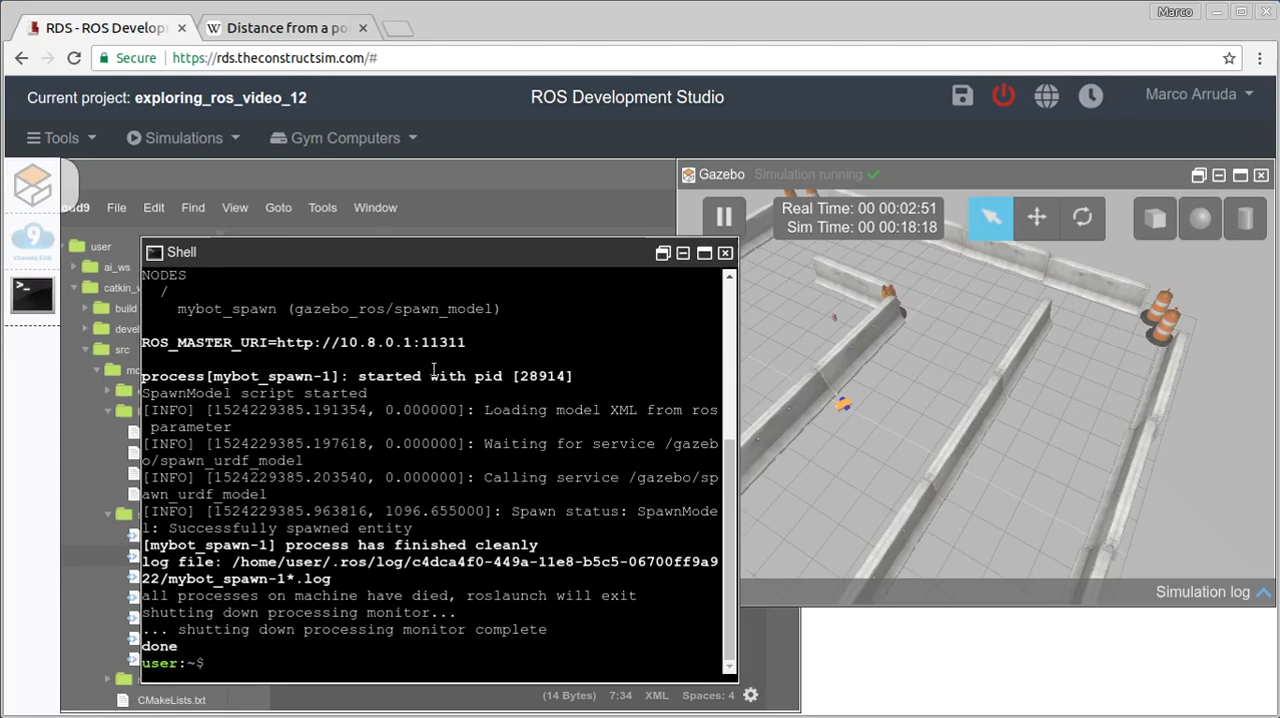 Marco
RDS - ROS Develop
Distance from a po
Secure https://rds.theconstructsim.com/#
Current project: exploring_ros_video_12
ROS Development Studio
Marco Arruda
Tools
Simulations
Gym Computers
Gazebo Simulation running
File Edit Find View Goto Tools Window
Real Time: 00 00:02:51
Sim Time: 00 00:18:18
user
ai_ws
catkin_w
build
devel
src
CMakeLists.txt
Shell
NODES
/
mybot_spawn (gazebo_ros/spawn_model)
ROS_MASTER_URI=http://10.8.0.1:11311
process[mybot_spawn-1]: started with pid [28914]
SpawnModel script started
[INFO] [1524229385.191354, 0.000000]: Loading model XML from ros
parameter
[INFO] [1524229385.197618, 0.000000]: Waiting for service /gazeb
o/spawn_urdf_model
[INFO] [1524229385.203540, 0.000000]: Calling service /gazebo/sp
awn_urdf_model
[INFO] [1524229385.963816, 1096.655000]: Spawn status: SpawnMode
l: Successfully spawned entity
[mybot_spawn-1] process has finished cleanly
log file: /home/user/.ros/log/c4dca4f0-449a-11e8-b5c5-06700ff9a9
22/mybot_spawn-1*.log
all processes on machine have died, roslaunch will exit
shutting down processing monitor...
... shutting down processing monitor complete
done
user:~$
Simulation log
(14 Bytes) 7:34 XML Spaces: 4